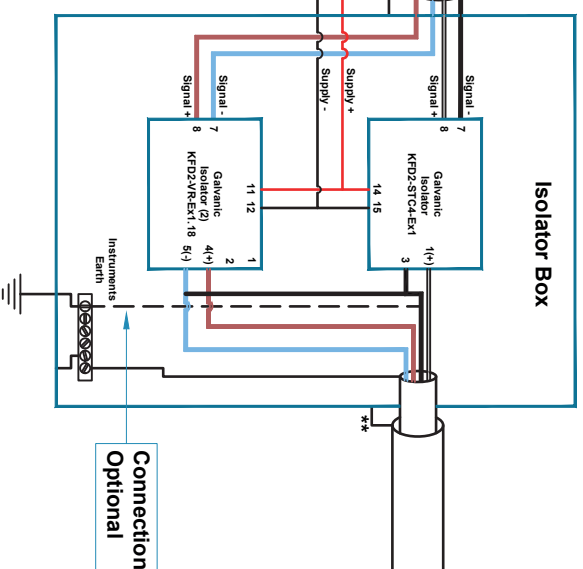 Isolator Box
Signal -
Signal +
7
8
Supply +
Supply -
Signal -
Signal +
7
8
Galvanic
Isolator
KFD2-STC4-Ex1
14
15
1(+)
3
Galvanic
Isolator (2)
KFD2-VR-Ex1.18
11
12
1
2
4(+)
5(-)
Instruments
Earth
**
Connection
Optional